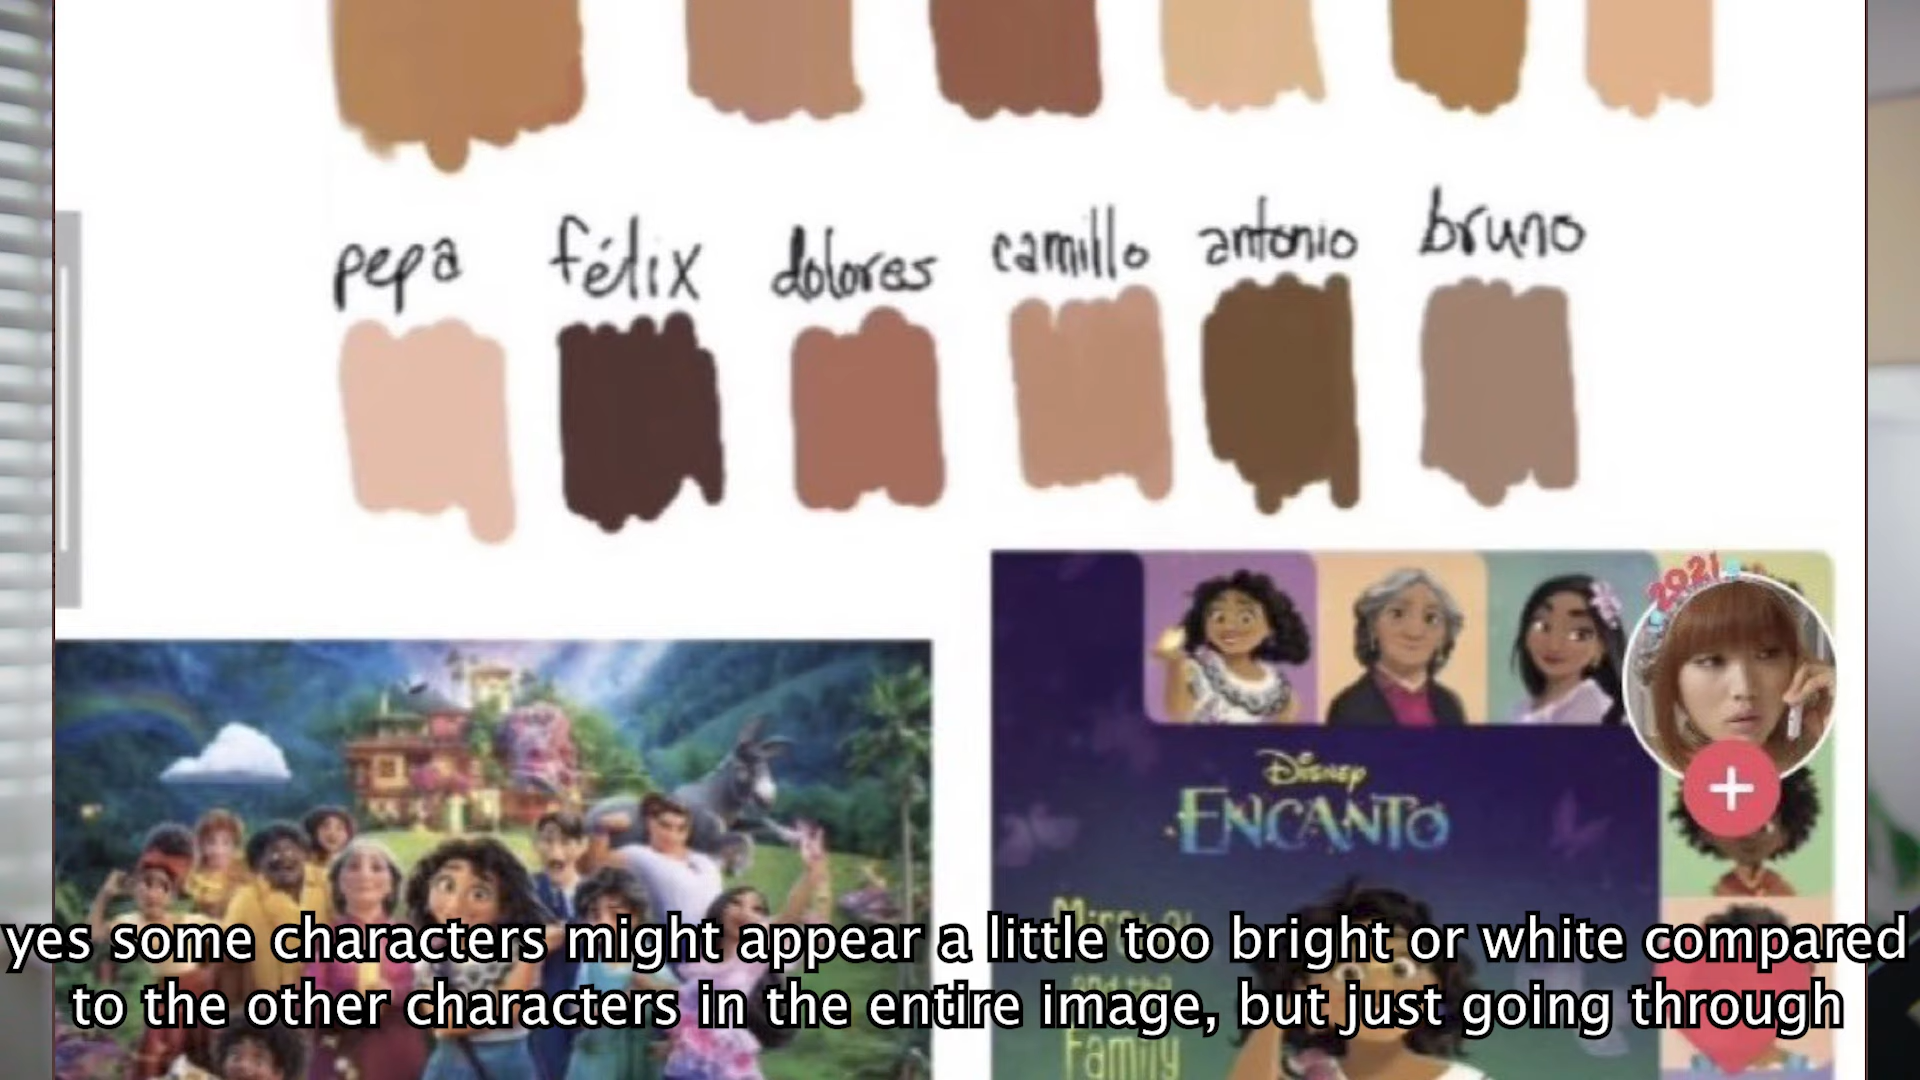 pepa félix dolores camillo antonio bruno
2021
Disney
ENCANTO
Family
yes some characters might appear a little too bright or white compared
to the other characters in the entire image, but just going through